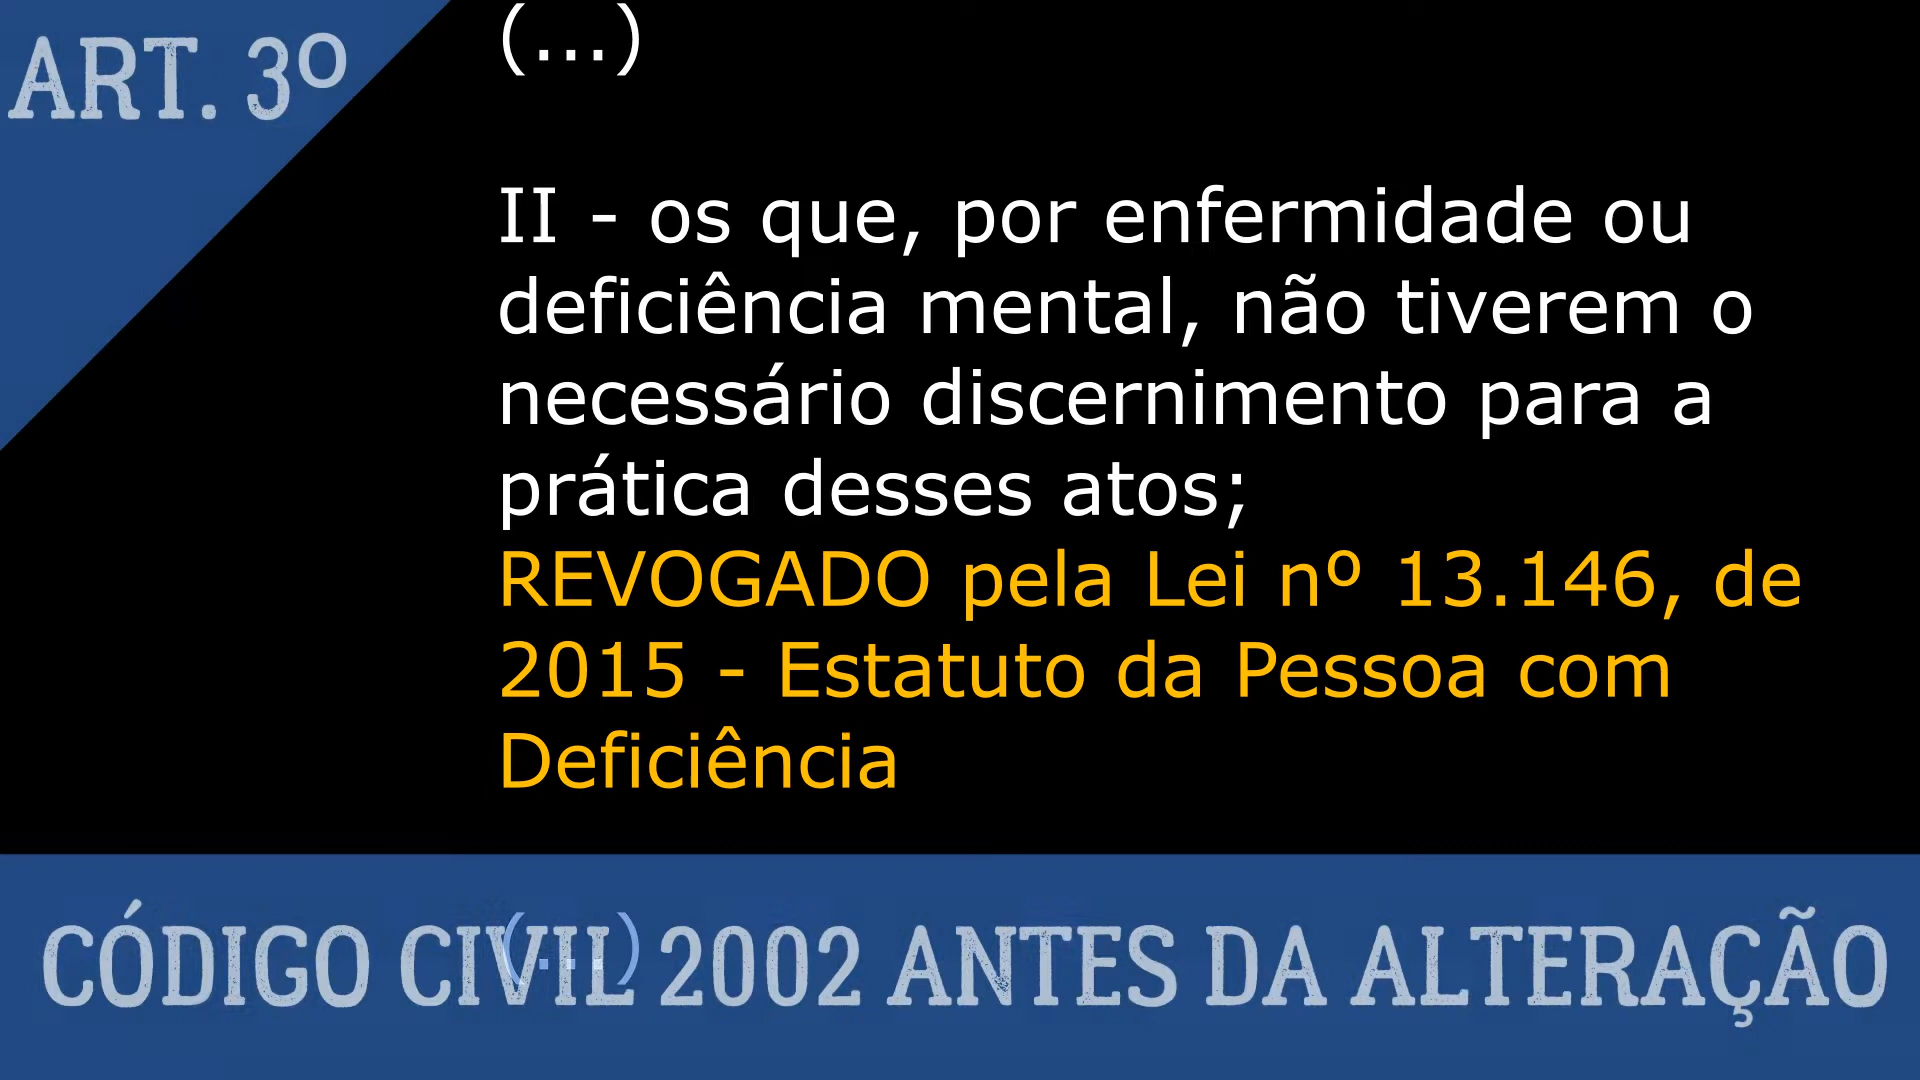 ART. 3º
(...)
II - os que, por enfermidade ou
deficiência mental, não tiverem o
necessário discernimento para a
prática desses atos;
REVOGADO pela Lei nº 13.146, de
2015 - Estatuto da Pessoa com
Deficiência
(...)
CÓDIGO CIVIL 2002 ANTES DA ALTERAÇÃO